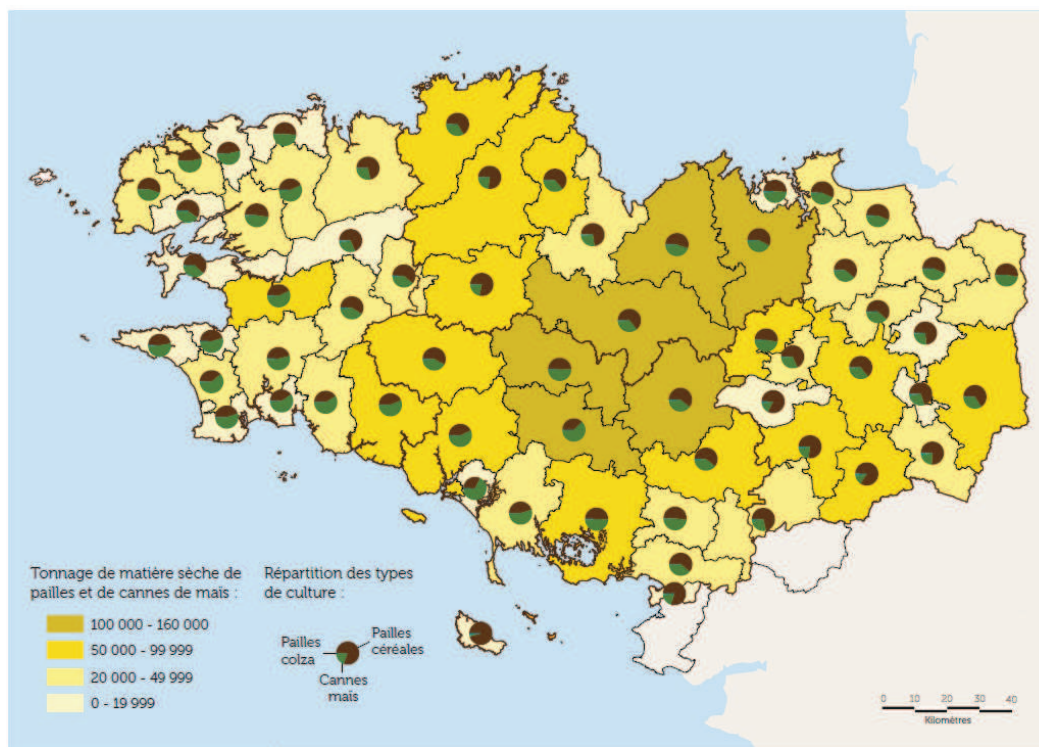 Tonnage de matière sèche de
pailles et de cannes de maïs :
100 000 - 160 000
50 000 - 99 999
20 000 - 49 999
0 - 19 999
Répartition des types
de culture :
Pailles
colza
Pailles
céréales
Cannes
maïs
0 10 20 30 40
Kilomètres